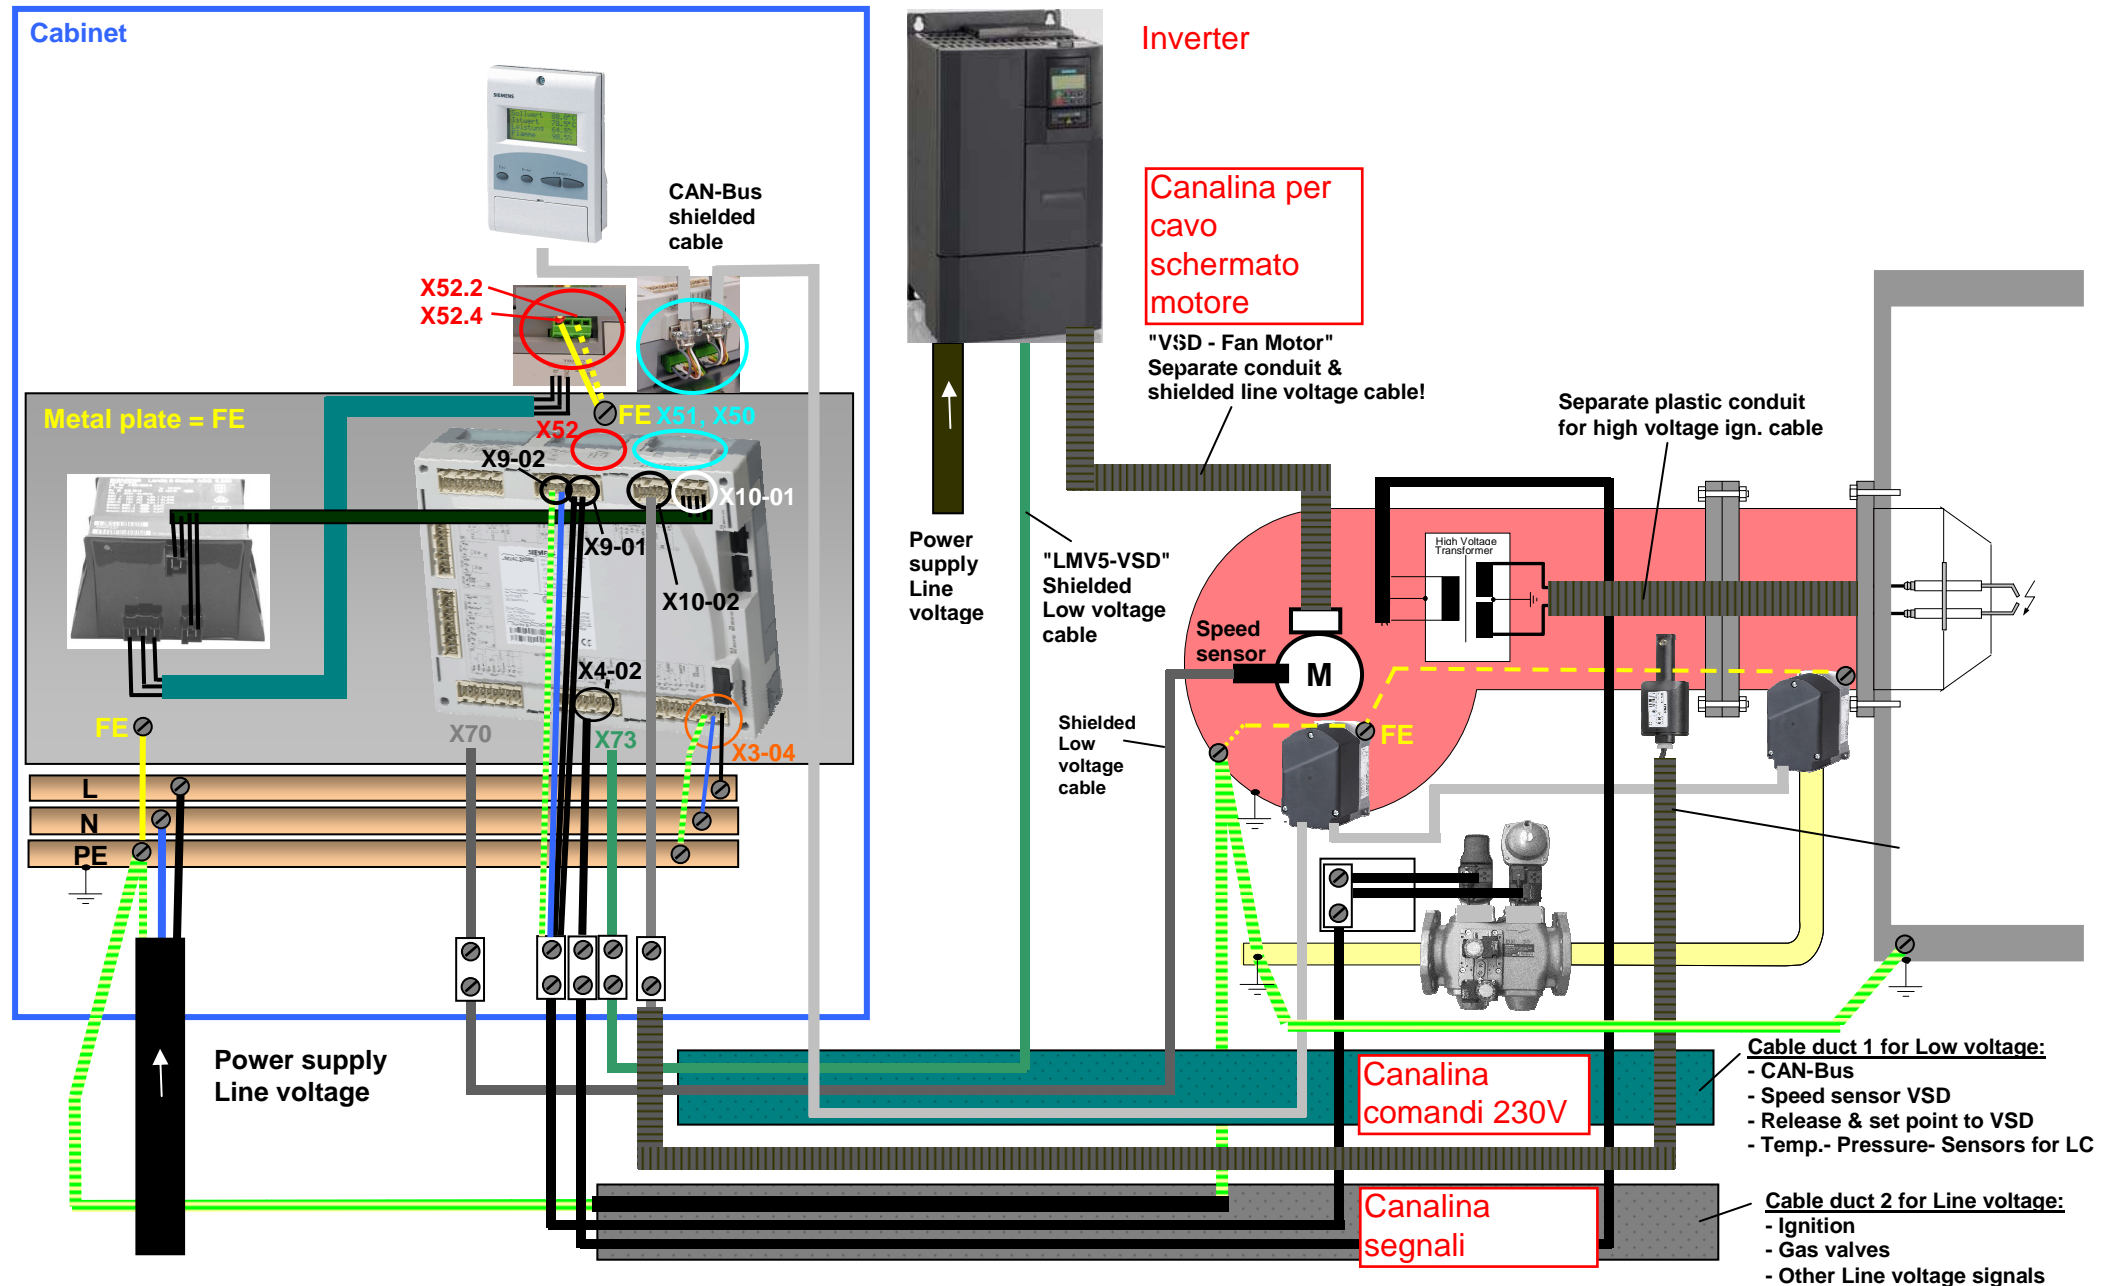 Cabinet
Inverter
SIEMENS
CAN-Bus
shielded
cable
X52.2
X52.4
Canalina per
cavo
schermato
motore
"VSD - Fan Motor"
Separate conduit &
shielded line voltage cable!
Separate plastic conduit
for high voltage ign. cable
Metal plate = FE
FE
X51, X50
X52
X9-02
X10-01
X9-01
X10-02
X4-02
X70
X73
X3-04
FE
L
N
PE
Power
supply
Line
voltage
"LMV5-VSD"
Shielded
Low voltage
cable
High Voltage
Transformer
Speed
sensor
M
FE
Shielded
Low
voltage
cable
Power supply
Line voltage
Canalina
comandi 230V
Cable duct 1 for Low voltage:
- CAN-Bus
- Speed sensor VSD
- Release & set point to VSD
- Temp.- Pressure- Sensors for LC
Canalina
segnali
Cable duct 2 for Line voltage:
- Ignition
- Gas valves
- Other Line voltage signals